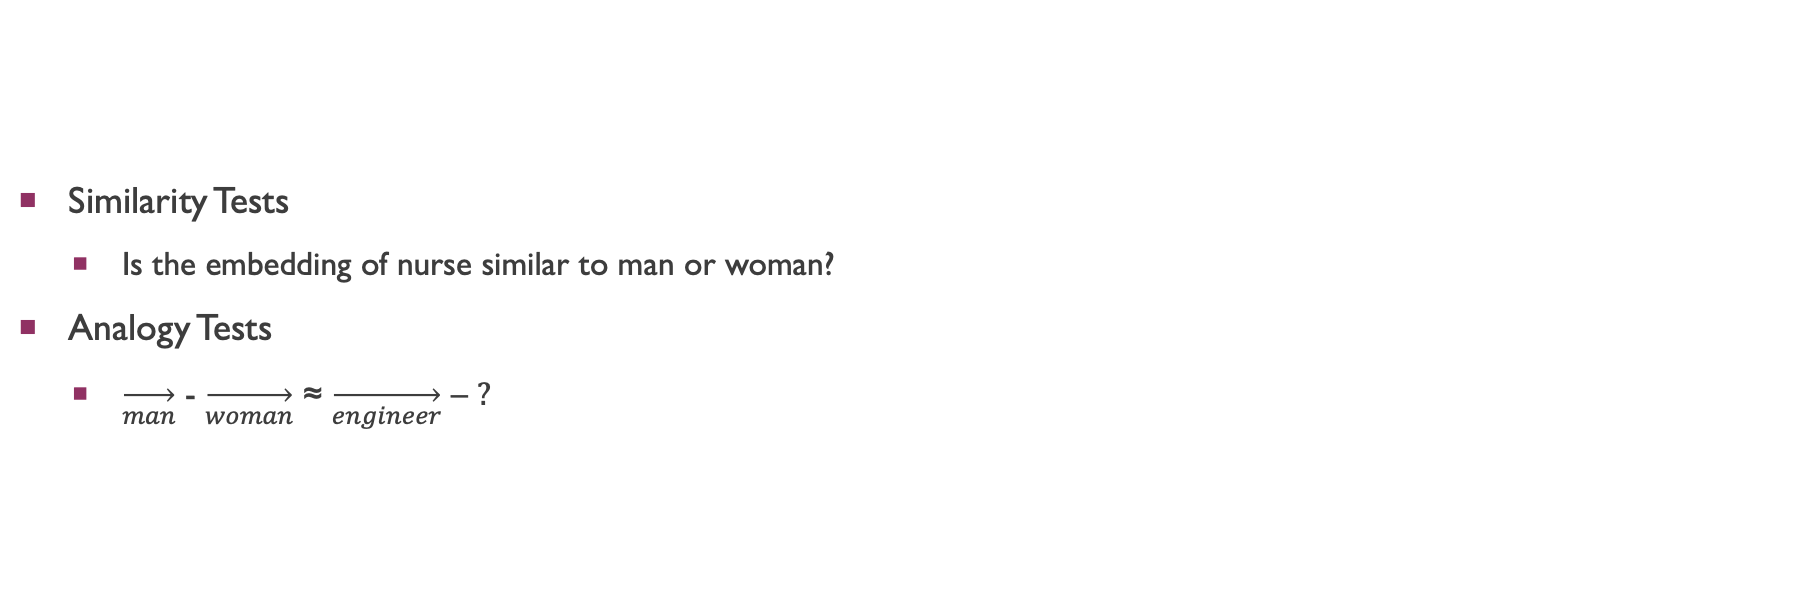 Similarity Tests
Is the embedding of nurse similar to man or woman?
Analogy Tests
man - woman ≈ engineer – ?